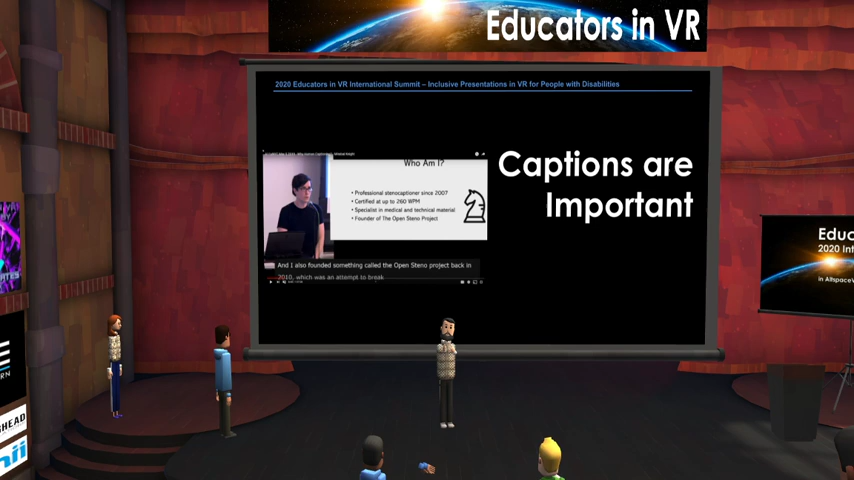 Educators in VR
2020 Educators in VR International Summit – Inclusive Presentations in VR for People with Disabilities
Captions are
Important
Who Am I?
• Professional stenocaptioner since 2007
• Certified at up to 260 WPM
• Specialist in medical and technical material
• Founder of The Open Steno Project
And I also founded something called the Open Steno project back in
2010, which was an attempt to break
Educ
2020 Int
in AltspaceV
E
RN
HEAD